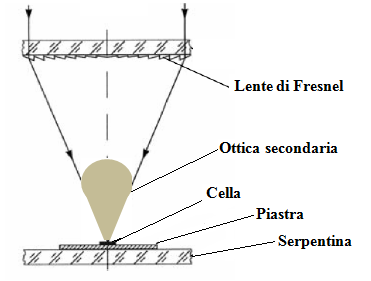 Lente di Fresnel
Ottica secondaria
Cella
Piastra
Serpentina